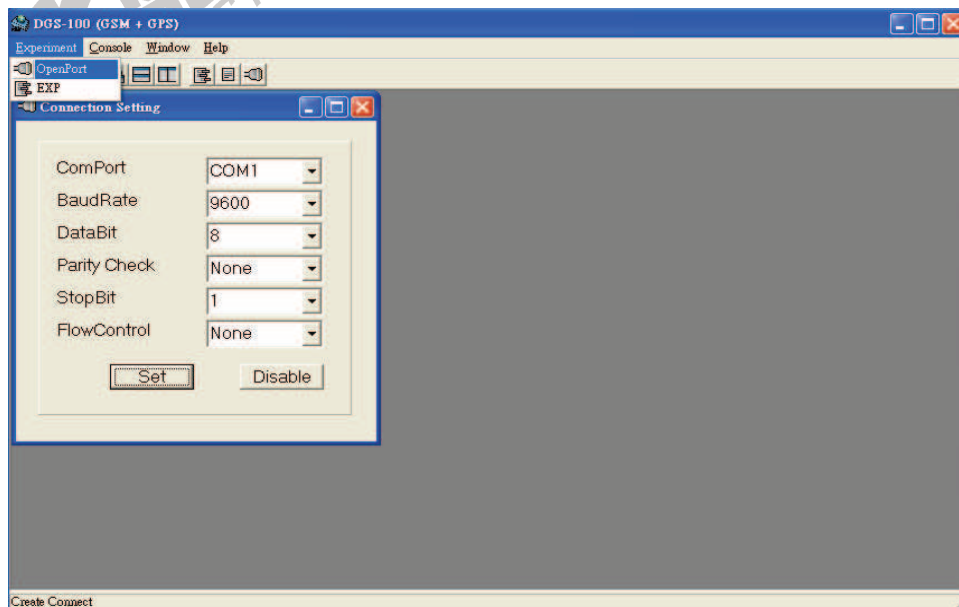 DGS-100 (GSM + GPS)
Experiment Console Window Help
OpenPort
EXP
Connection Setting
ComPort COM1
BaudRate 9600
DataBit 8
Parity Check None
StopBit 1
FlowControl None
Set Disable
Create Connect